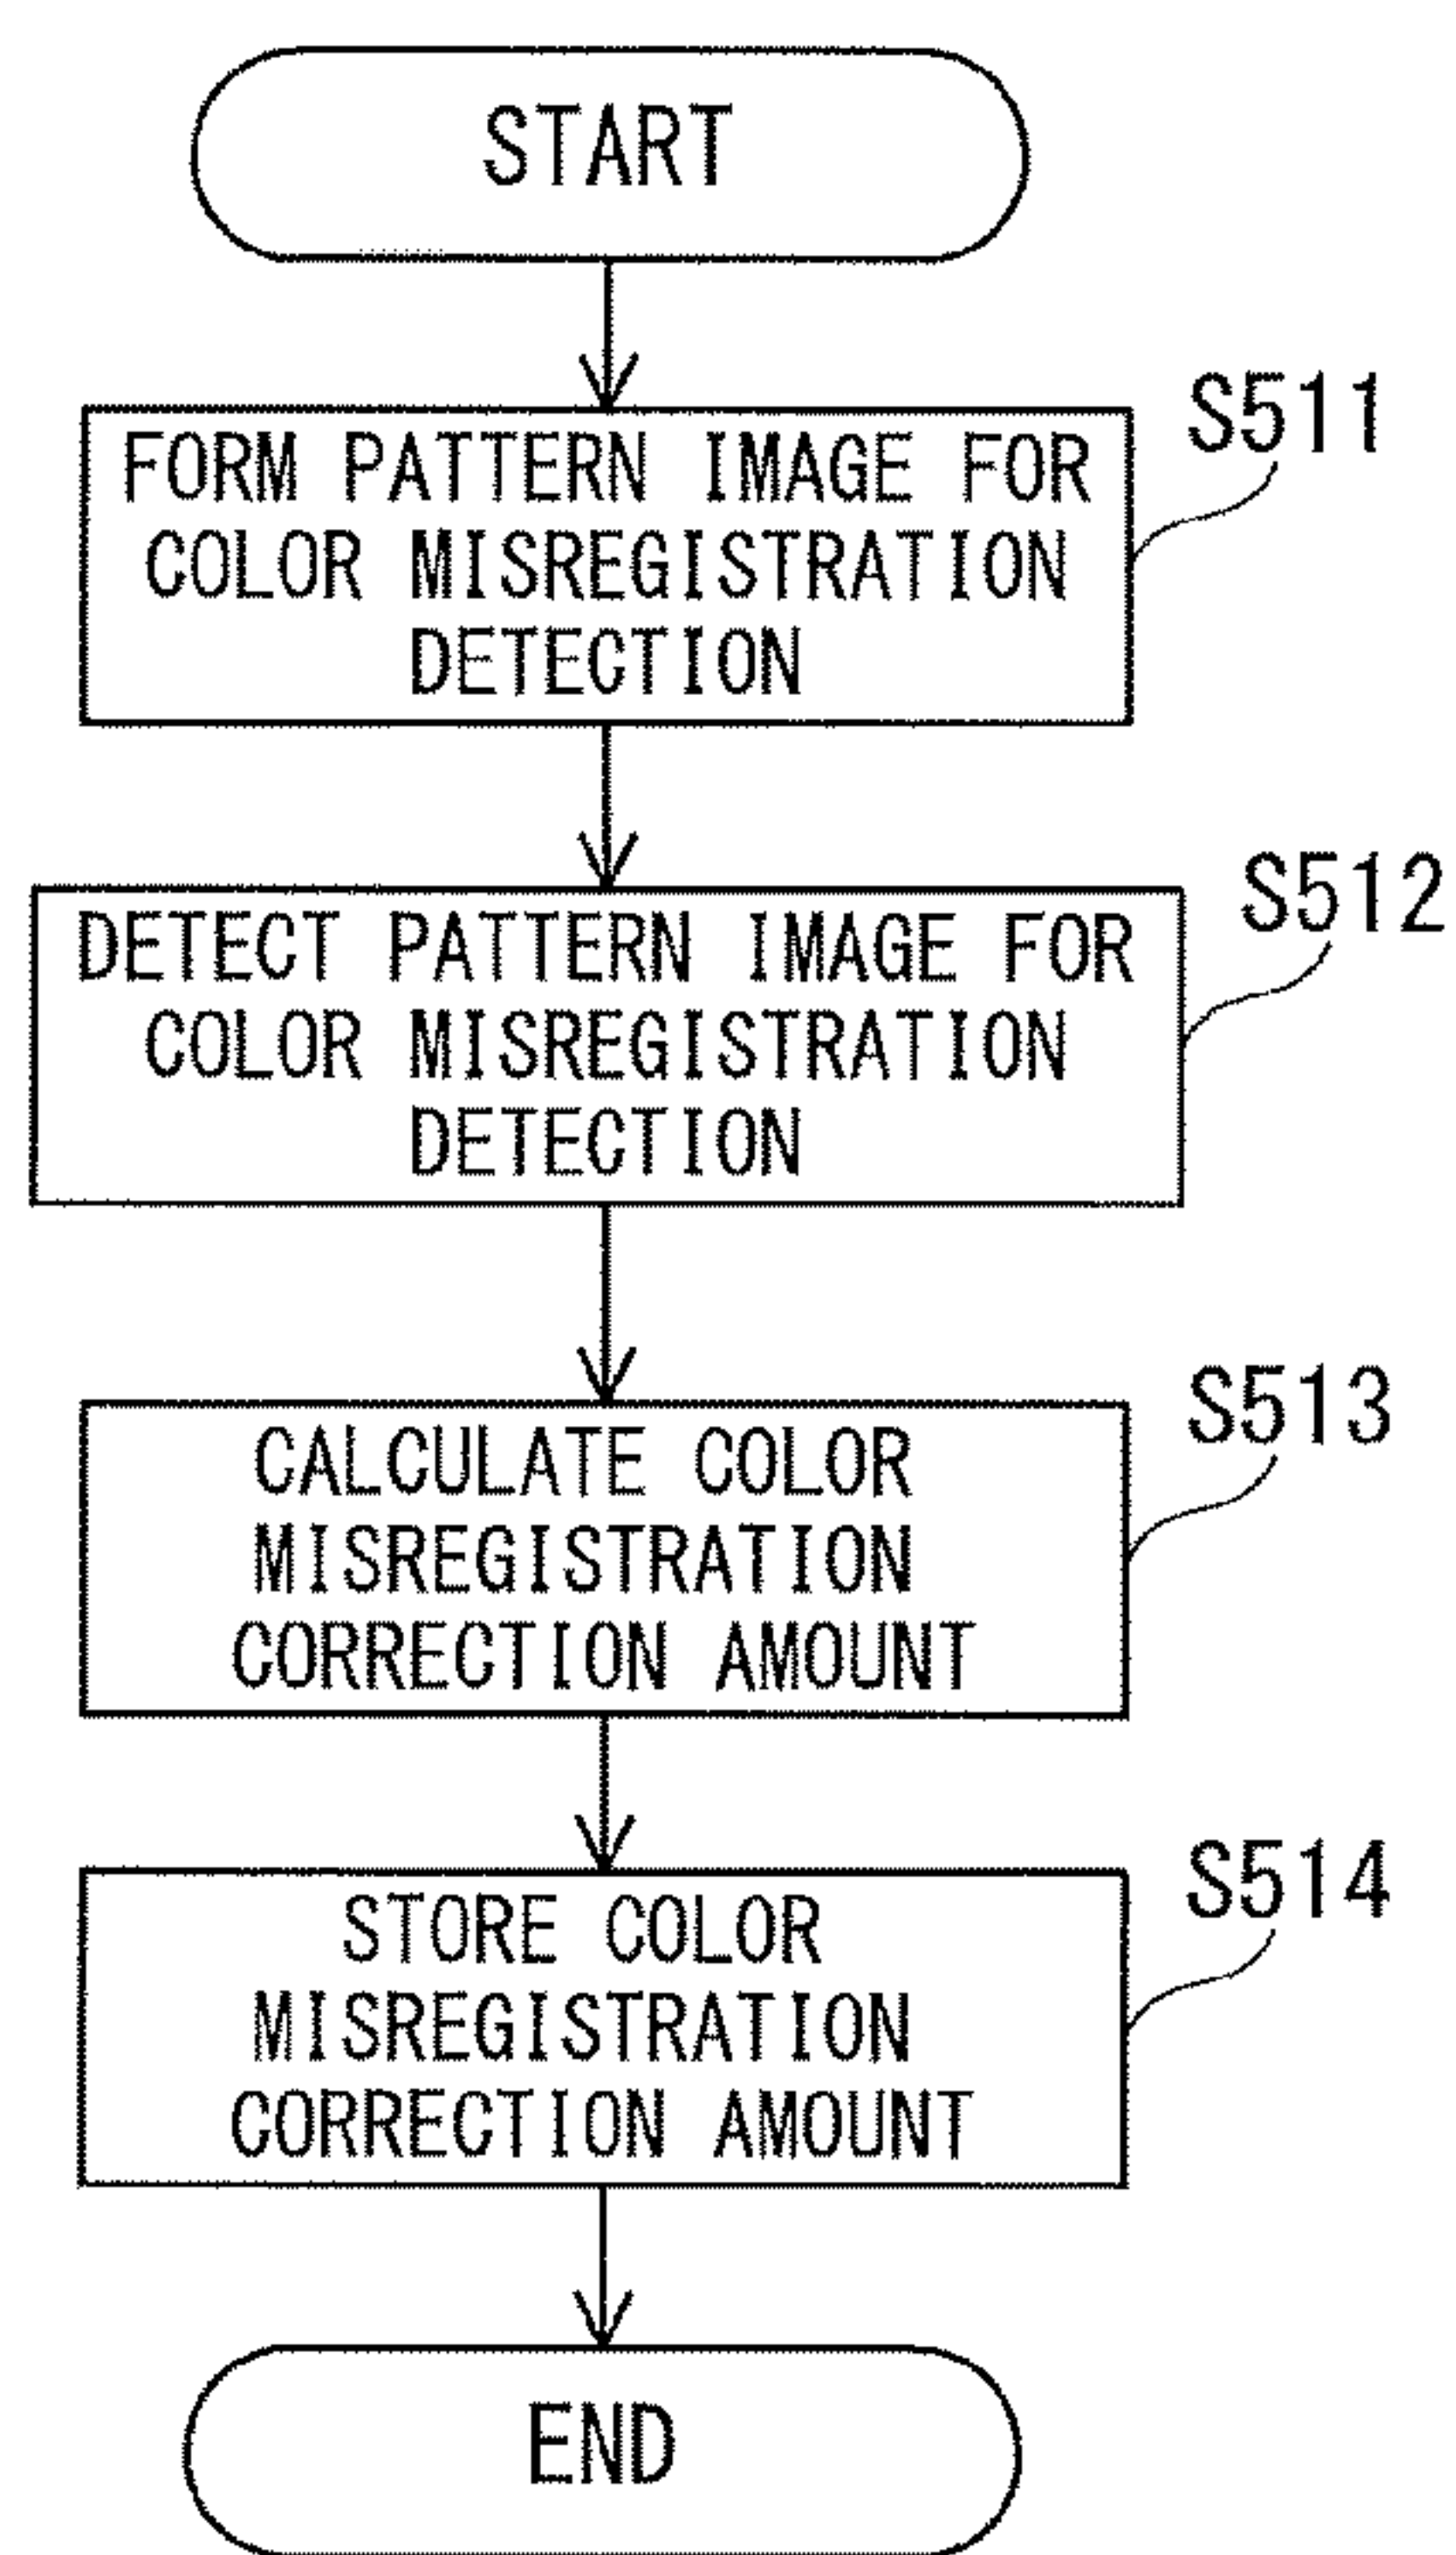 START
S511
FORM PATTERN IMAGE FOR
COLOR MISREGISTRATION
DETECTION
S512
DETECT PATTERN IMAGE FOR
COLOR MISREGISTRATION
DETECTION
S513
CALCULATE COLOR
MISREGISTRATION
CORRECTION AMOUNT
S514
STORE COLOR
MISREGISTRATION
CORRECTION AMOUNT
END